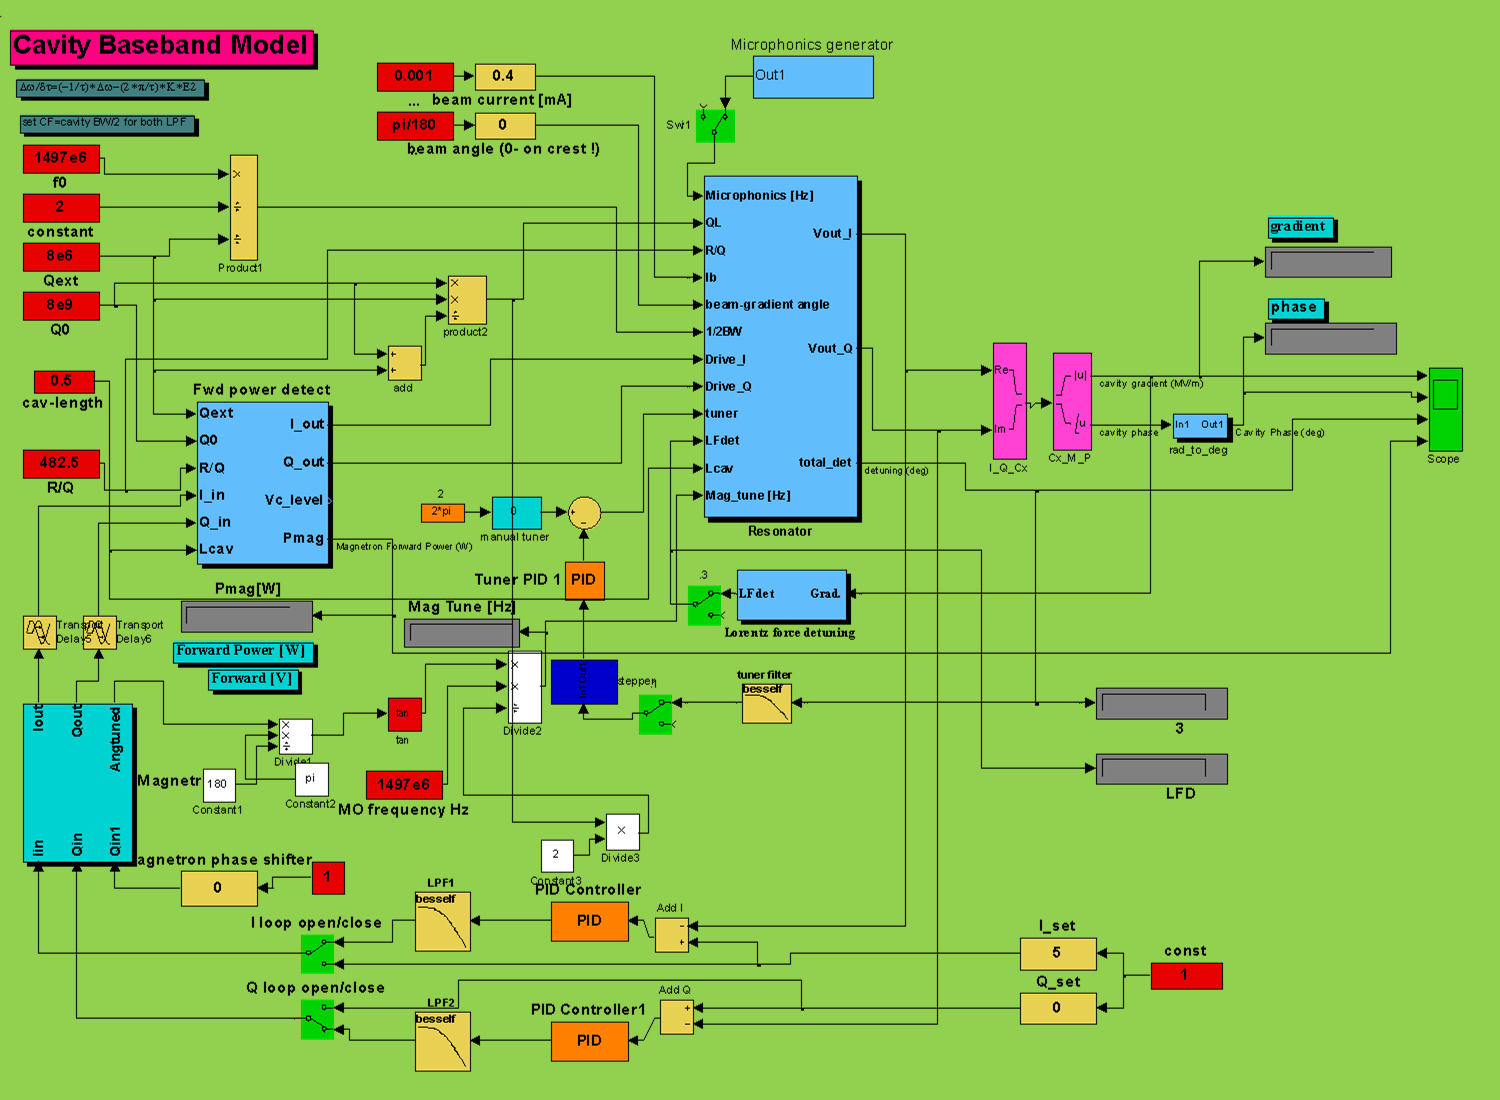 Cavity Baseband Model
Δω/δτ=(-1/τ)*Δω-(2*π/τ)*K*E2
set CF=cavity BW/2 for both LPF
1497e6
f0
2
constant
8e6
Qext
8e9
Q0
0.5
cav-length
482.5
R/Q
×
÷
÷
Product1
0.001
0.4
... beam current [mA]
pi/180
0
beam angle (0- on crest !)
Microphonics generator
Out1
Swi1
×
×
÷
product2
+
+
add
Microphonics [Hz]
QL
R/Q
Ib
beam-gradient angle
1/2BW
Drive_I
Drive_Q
tuner
LFdet
Lcav
Mag_tune [Hz]
Vout_I
Vout_Q
total_det
Resonator
detuning (deg)
gradient
phase
Re
Im
I_Q_Cx
|u|
∠u
Cx_M_P
cavity gradient (MV/m)
cavity phase
In1 Out1
rad_to_deg
Cavity Phase (deg)
Scope
Fwd power detect
Qext
Q0
R/Q
I_in
Q_in
Lcav
I_out
Q_out
Vc_level
Pmag
Magnetron Forward Power (W)
2
2*pi
0
manual tuner
+
−
Tuner PID 1
PID
Pmag[W]
Mag Tune [Hz]
Forward Power [W]
Forward [V]
Transport
Delay5
Transport
Delay6
.3
LFdet Grad.
Lorentz force detuning
×
×
÷
Divide2
stepper
tuner filter
besself
3
LFD
Iout
Qout
Angtuned
Iin
Qin
Qin1
Magnetr
×
×
÷
Divide1
180
Constant1
pi
Constant2
tan
tan
1497e6
MO frequency Hz
×
Divide3
2
Constant3
agnetron phase shifter
0
1
I loop open/close
LPF1
besself
PID Controller
PID
Add I
−
+
I_set
5
const
1
Q_set
0
Q loop open/close
LPF2
besself
PID Controller1
PID
Add Q
+
−